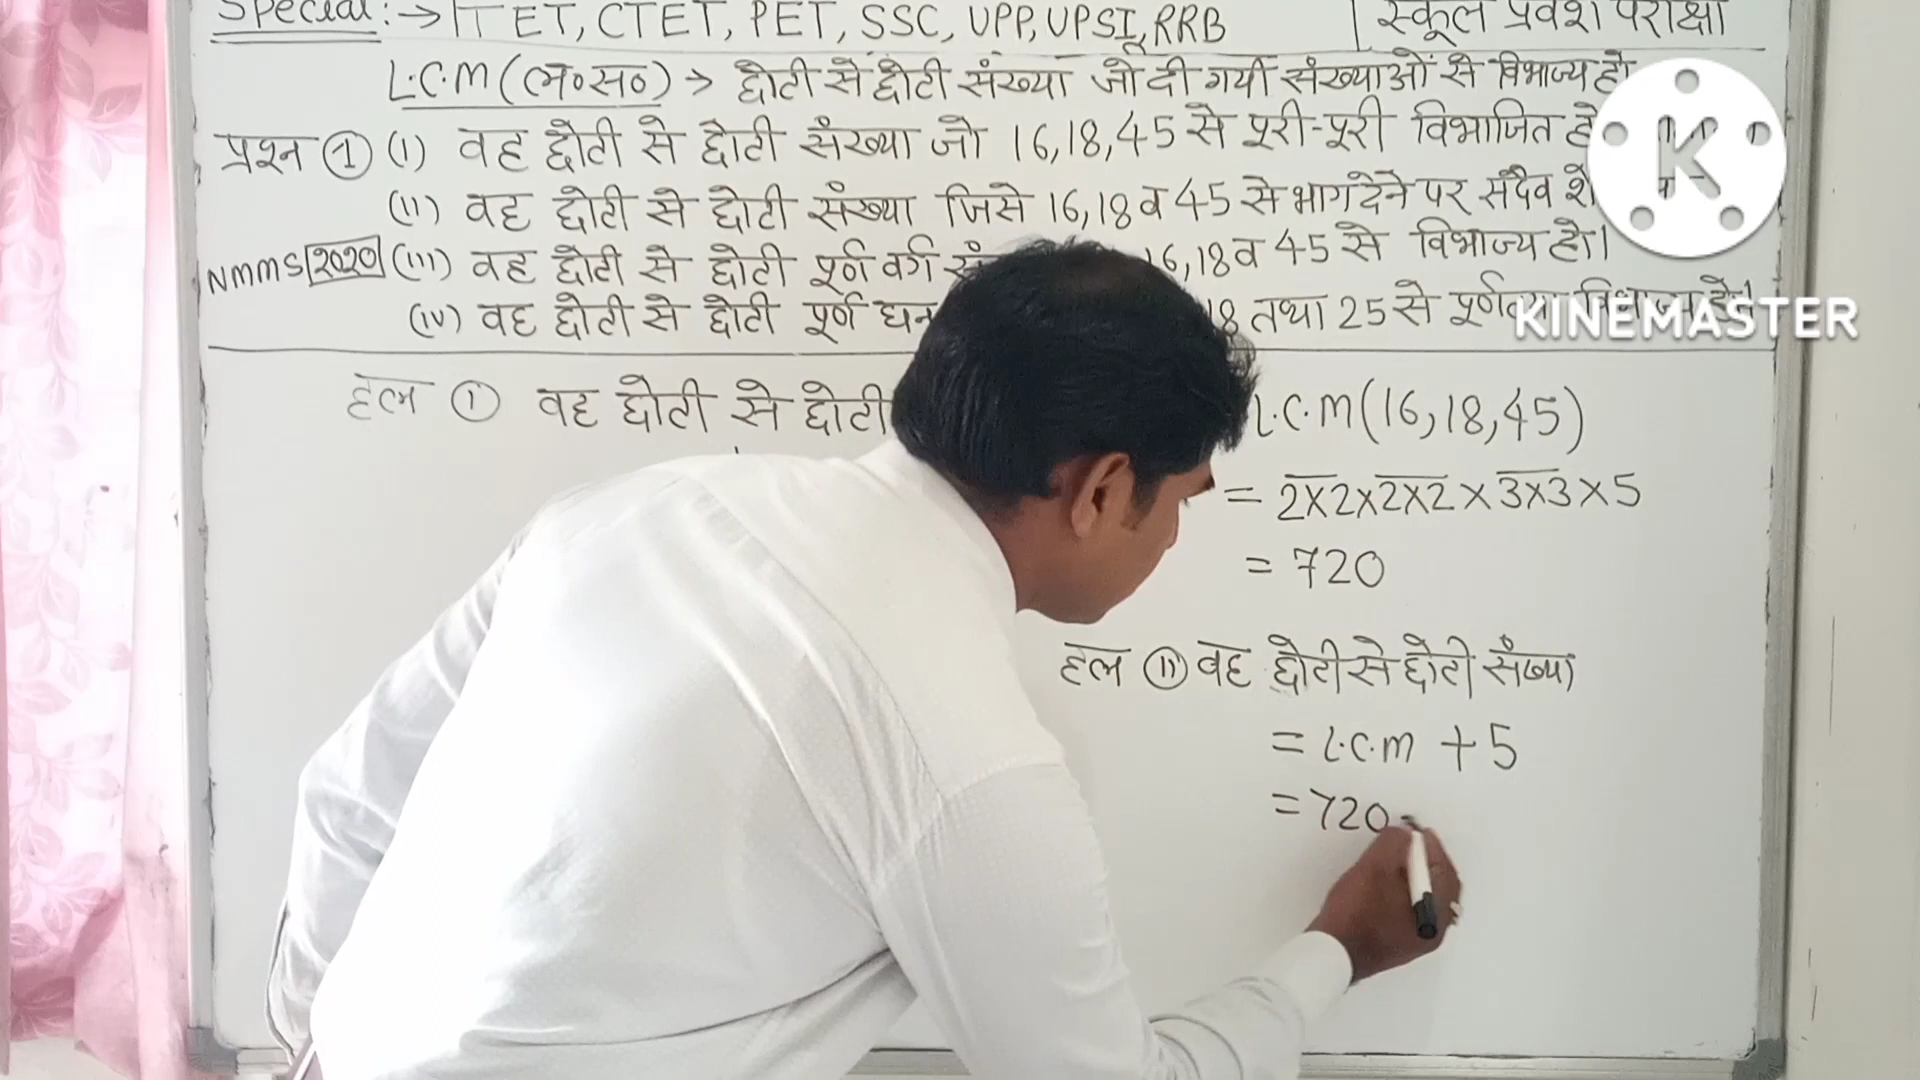 Special:→ TET, CTET, PET, SSC, UPP, UPSI, RRB | स्कूल प्रवेश परीक्षा
L.C.M (ल०स०) → छोटी से छोटी संख्या जो दी गयी संख्याओं से विभाज्य हो
प्रश्न ① (I) वह छोटी से छोटी संख्या जो 16,18,45 से पूरी-पूरी विभाजित
(II) वह छोटी से छोटी संख्या जिसे 16,18 व 45 से भाग देने पर सदैव
NMMS 2020 (III) वह छोटी से छोटी पूर्ण वर्ग 16,18 व 45 से विभाज्य हो।
(IV) वह छोटी से छोटी पूर्ण घन तथा 25 से
K
KINEMASTER
हल ① वह छोटी से छोटी L.C.M(16,18,45)
= 2×2×2×2×3×3×5
= 720
हल ⑪ वह छोटी से छोटी संख्या
= L.C.M + 5
= 720